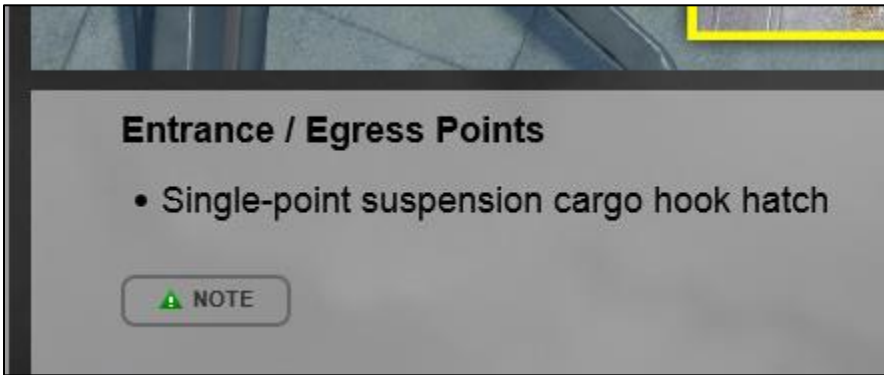 Entrance / Egress Points
• Single-point suspension cargo hook hatch
NOTE